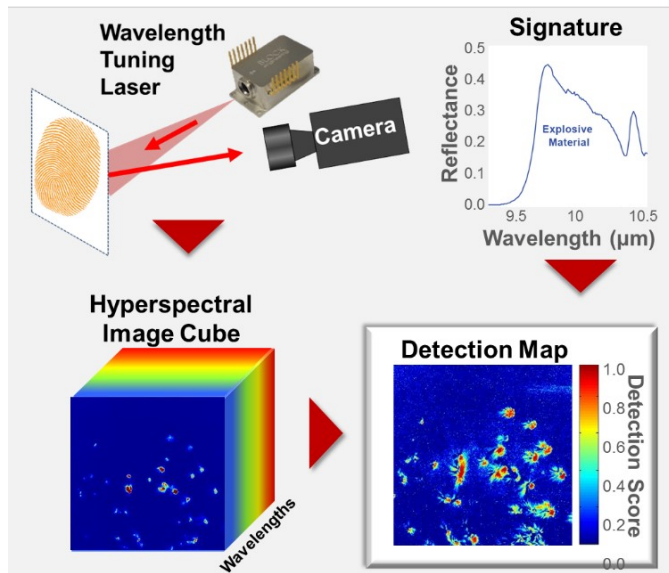 Wavelength
Tuning
Laser
Camera
Signature
Reflectance
0.5
0.4
0.3
0.2
0.1
0.0
Explosive
Material
9.5 10 10.5
Wavelength (μm)
Hyperspectral
Image Cube
Wavelengths
Detection Map
1.0
0.8
0.6
0.4
0.2
0.0
Detection Score